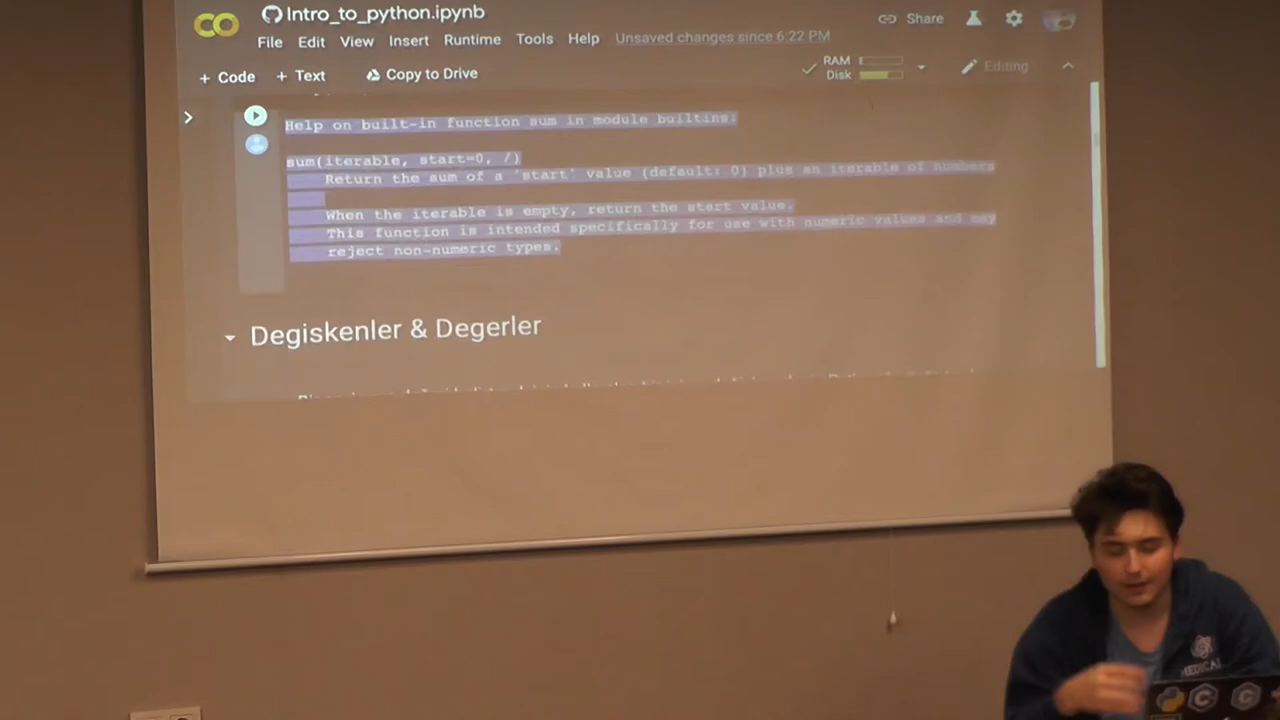 CO Intro_to_python.ipynb
Share
File Edit View Insert Runtime Tools Help Unsaved changes since 6:22 PM
+ Code + Text Copy to Drive
RAM
Disk
Editing
Help on built-in function sum in module builtins:
sum(iterable, start=0, /)
Return the sum of a 'start' value (default: 0) plus an iterable of numbers
When the iterable is empty, return the start value.
This function is intended specifically for use with numeric values and may
reject non-numeric types.
Degiskenler & Degerler
MEDICAL
C
C